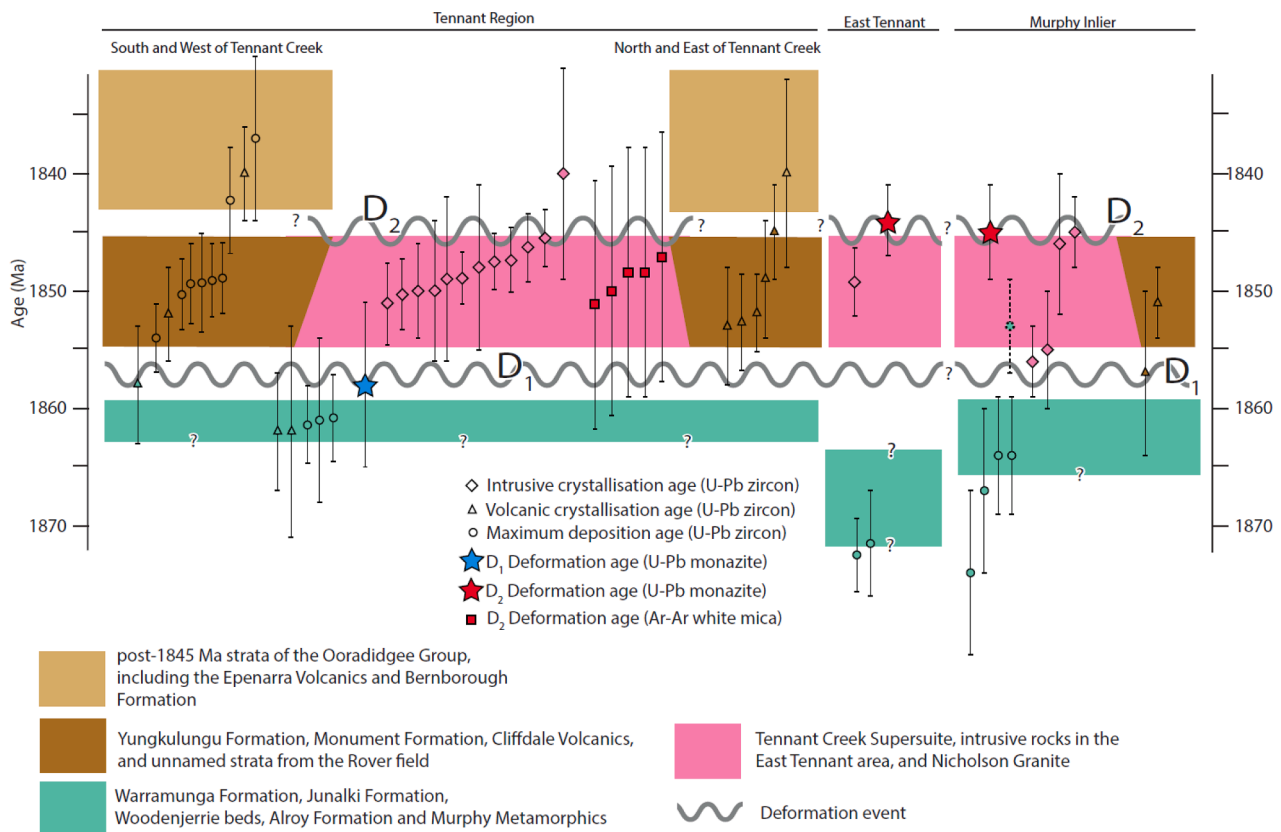 Tennant Region
East Tennant
Murphy Inlier
South and West of Tennant Creek
North and East of Tennant Creek
Age (Ma)
1840
1850
1860
1870
1840
1850
1860
1870
?
D2
?
?
?
D2
D1
?
D1
?
?
?
?
?
?
Intrusive crystallisation age (U-Pb zircon)
Volcanic crystallisation age (U-Pb zircon)
Maximum deposition age (U-Pb zircon)
D1 Deformation age (U-Pb monazite)
D2 Deformation age (U-Pb monazite)
D2 Deformation age (Ar-Ar white mica)
post-1845 Ma strata of the Ooradidgee Group,
including the Epenarra Volcanics and Bernborough
Formation
Yungkulungu Formation, Monument Formation, Cliffdale Volcanics,
and unnamed strata from the Rover field
Warramunga Formation, Junalki Formation,
Woodenjerrie beds, Alroy Formation and Murphy Metamorphics
Tennant Creek Supersuite, intrusive rocks in the
East Tennant area, and Nicholson Granite
Deformation event